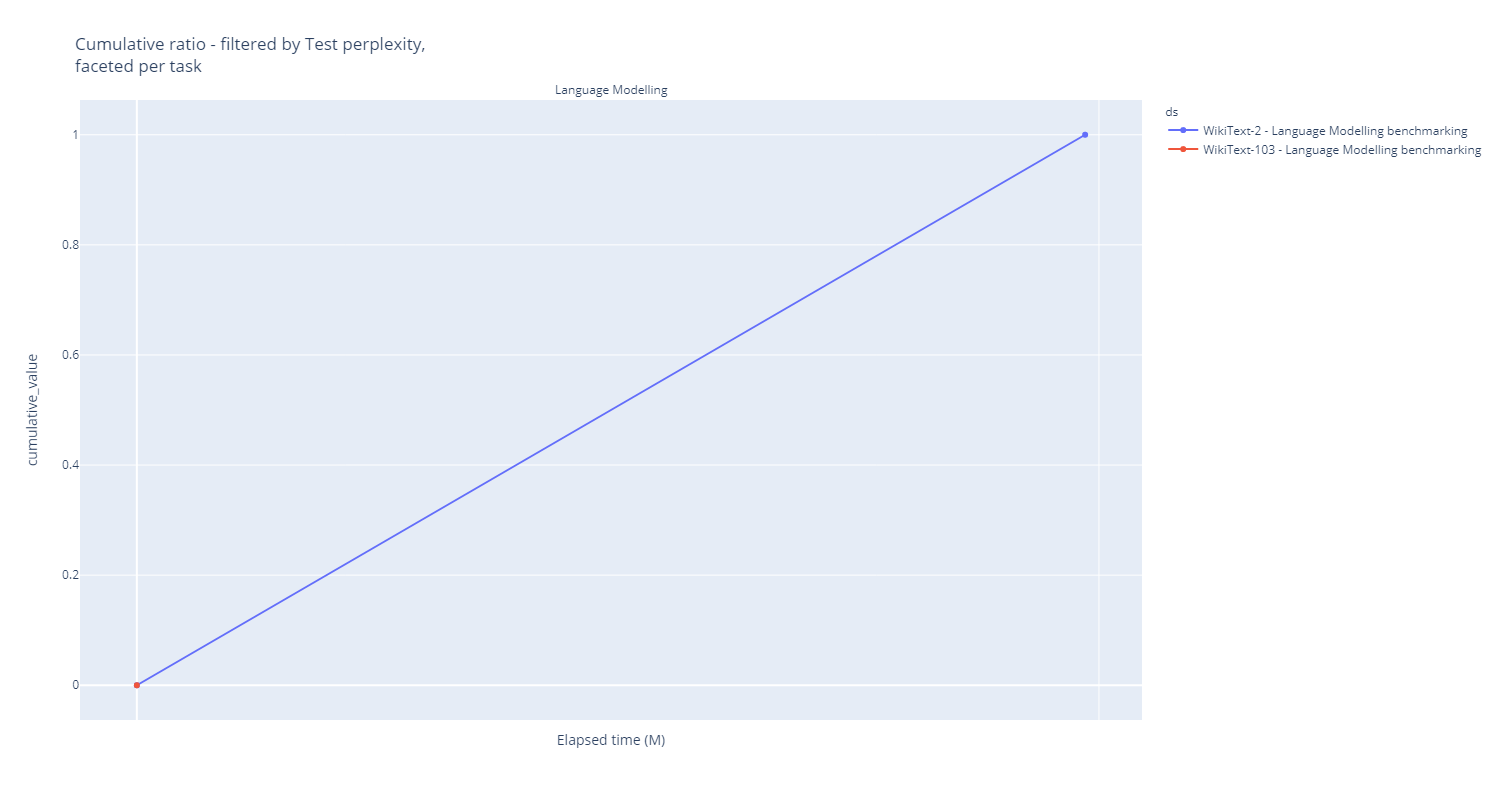 Cumulative ratio - filtered by Test perplexity,
faceted per task
Language Modelling
ds
WikiText-2 - Language Modelling benchmarking
WikiText-103 - Language Modelling benchmarking
1
0.8
0.6
0.4
0.2
0
cumulative_value
Elapsed time (M)